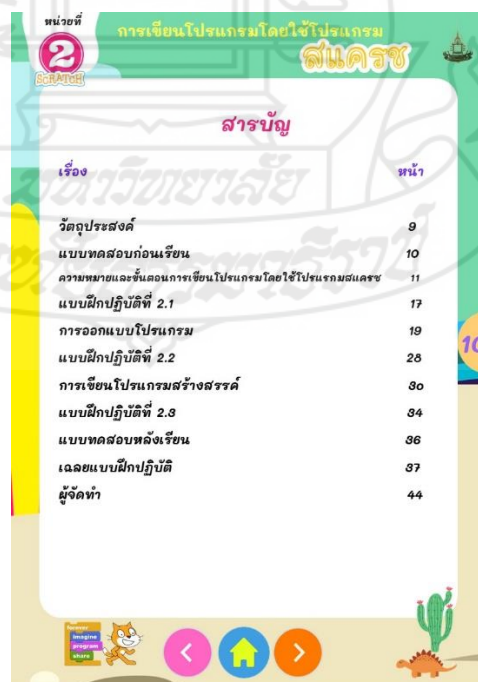 หน่วยที่
2
SCRATCH
การเขียนโปรแกรมโดยใช้โปรแกรม
สแครช
สารบัญ
เรื่อง หน้า
วัตถุประสงค์ 9
แบบทดสอบก่อนเรียน 10
ความหมายและขั้นตอนการเขียนโปรแกรมโดยใช้โปรแรกมสแครช 11
แบบฝึกปฏิบัติที่ 2.1 17
การออกแบบโปรแกรม 19
แบบฝึกปฏิบัติที่ 2.2 28
การเขียนโปรแกรมสร้างสรรค์ 30
แบบฝึกปฏิบัติที่ 2.3 34
แบบทดสอบหลังเรียน 36
เฉลยแบบฝึกปฏิบัติ 37
ผู้จัดทำ 44
10
forever
imagine
program
share